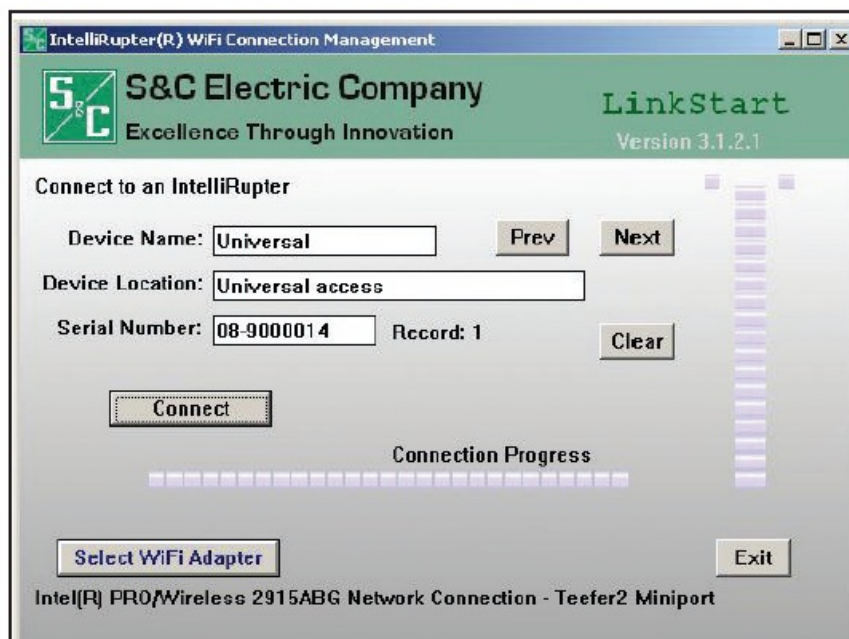 IntelliRupter(R) WiFi Connection Management
S&C
S&C Electric Company
Excellence Through Innovation
LinkStart
Version 3.1.2.1
Connect to an IntelliRupter
Device Name: Universal Prev Next
Device Location: Universal access
Serial Number: 08-9000014 Record: 1 Clear
Connect
Connection Progress
Select WiFi Adapter Exit
Intel(R) PRO/Wireless 2915ABG Network Connection - Teefer2 Miniport